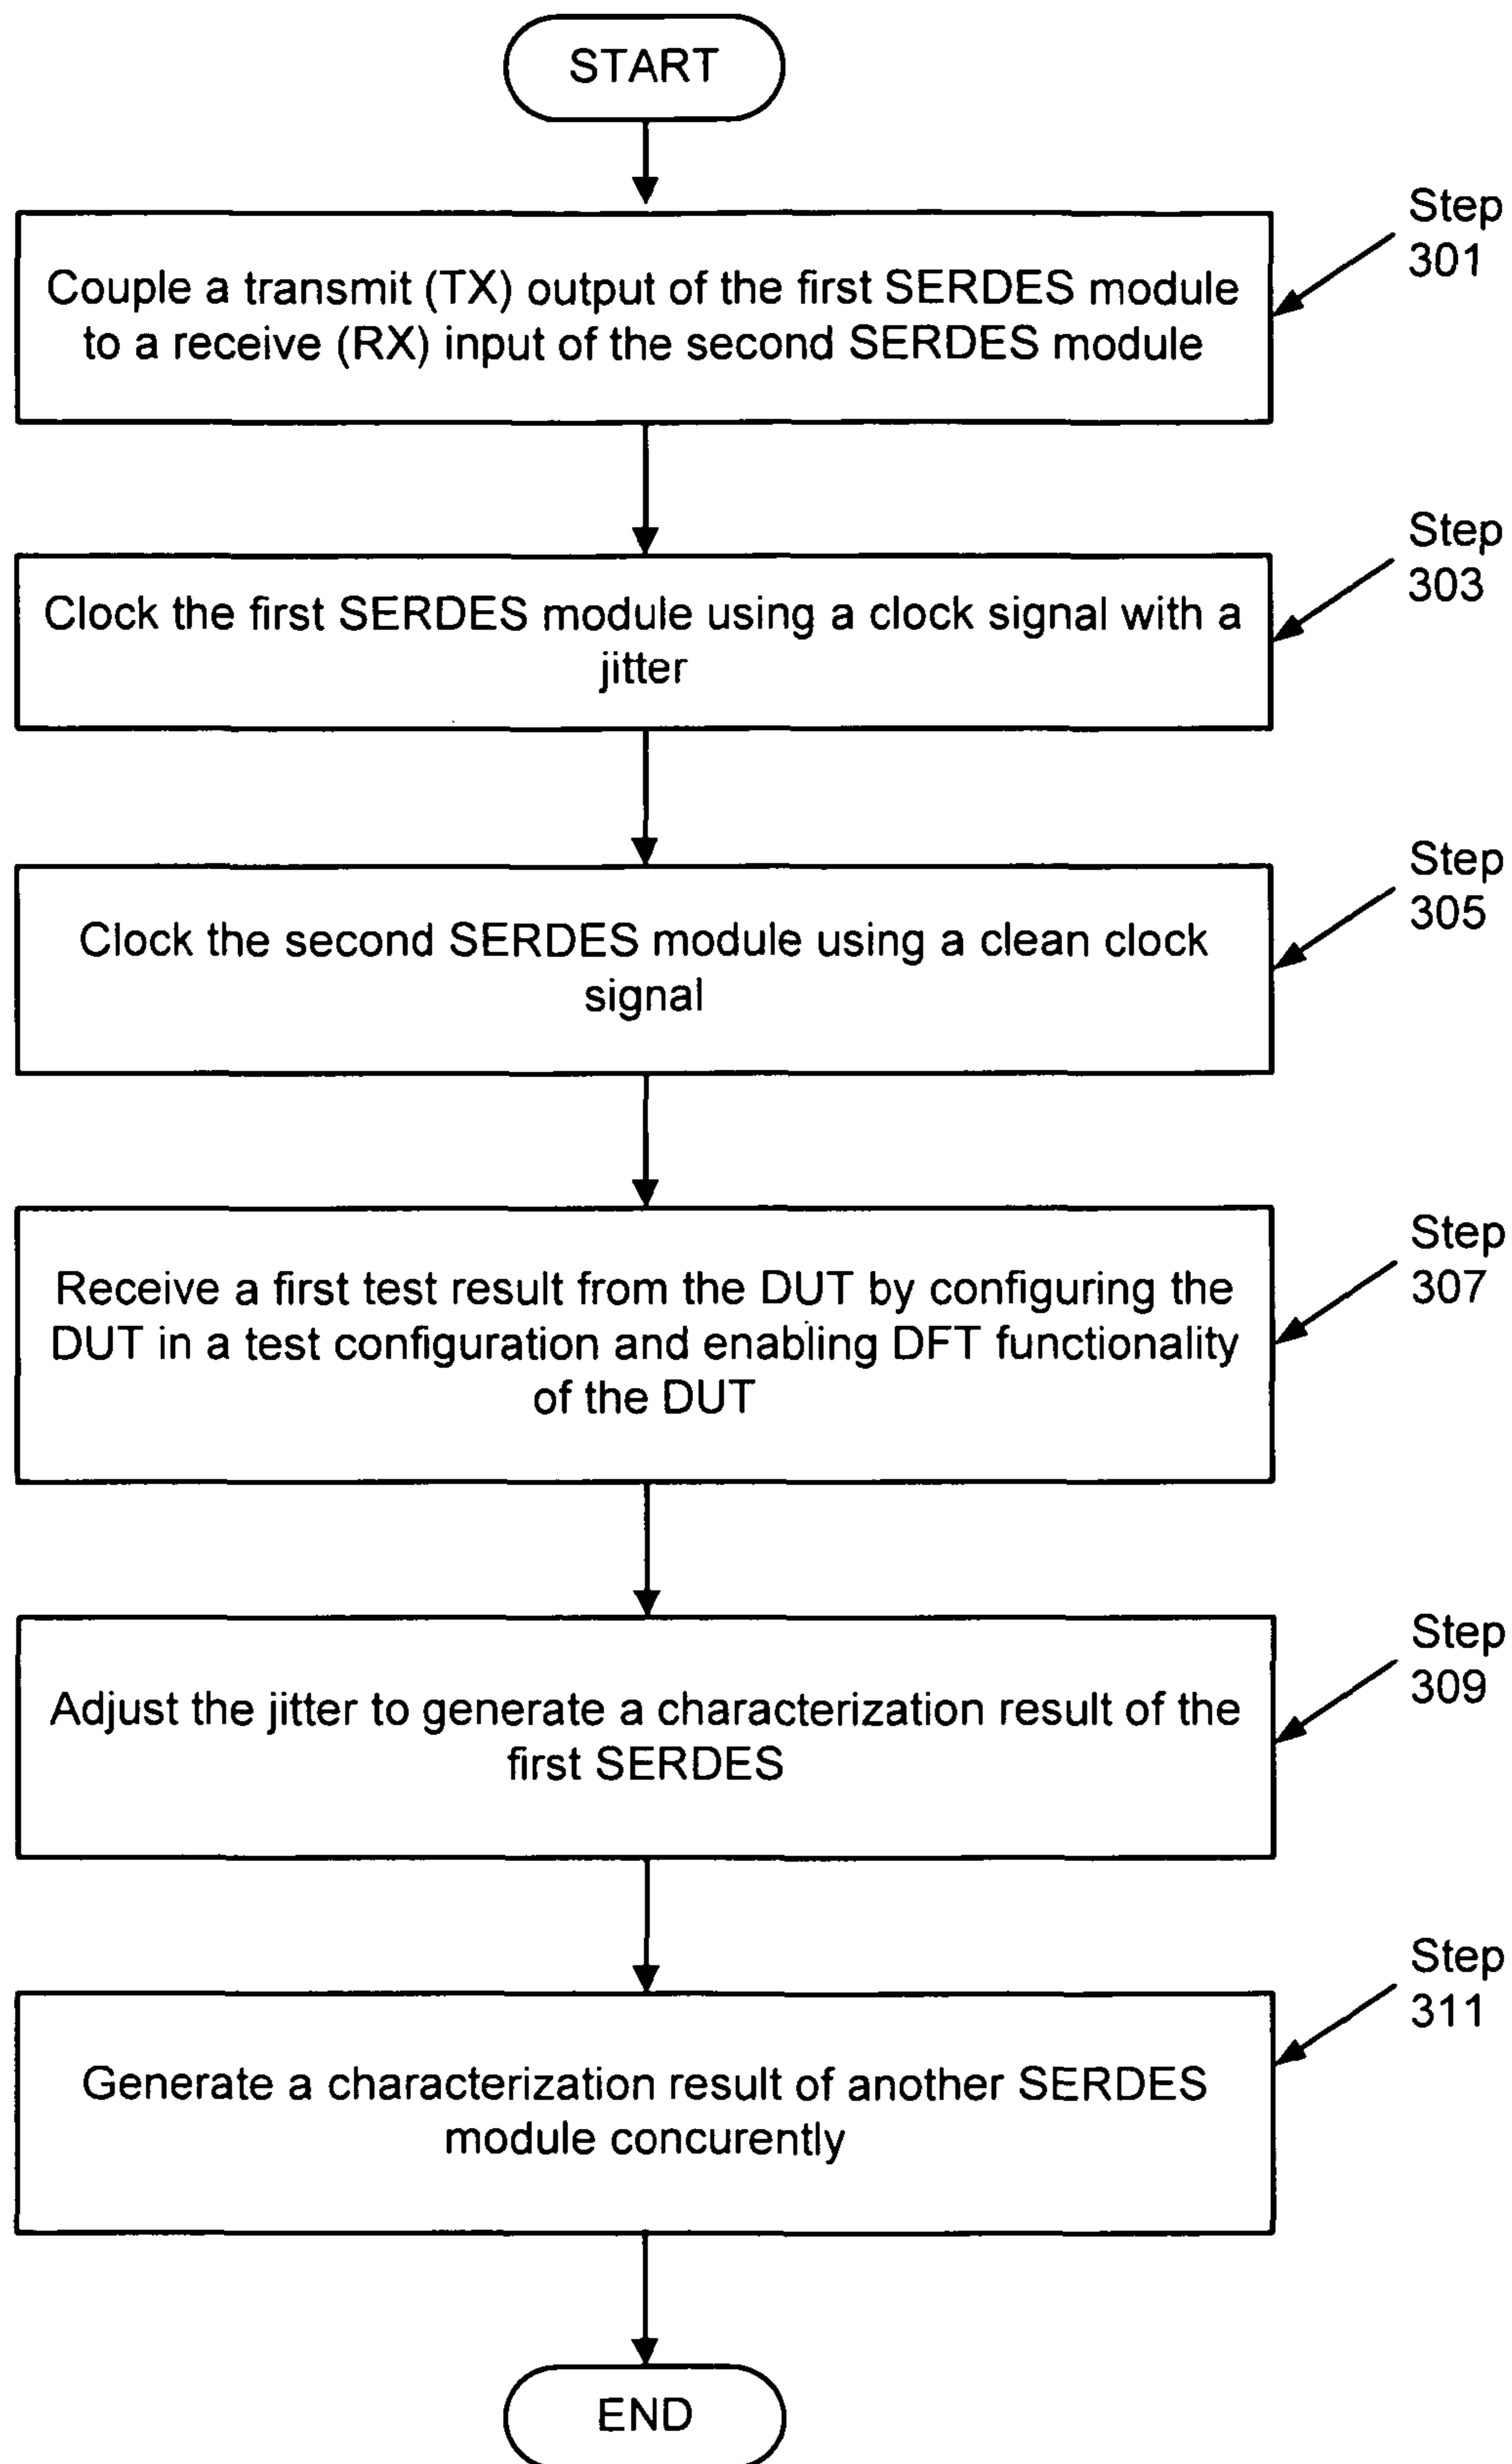 START
Step
301
Couple a transmit (TX) output of the first SERDES module
to a receive (RX) input of the second SERDES module
Step
303
Clock the first SERDES module using a clock signal with a
jitter
Step
305
Clock the second SERDES module using a clean clock
signal
Step
307
Receive a first test result from the DUT by configuring the
DUT in a test configuration and enabling DFT functionality
of the DUT
Step
309
Adjust the jitter to generate a characterization result of the
first SERDES
Step
311
Generate a characterization result of another SERDES
module concurently
END